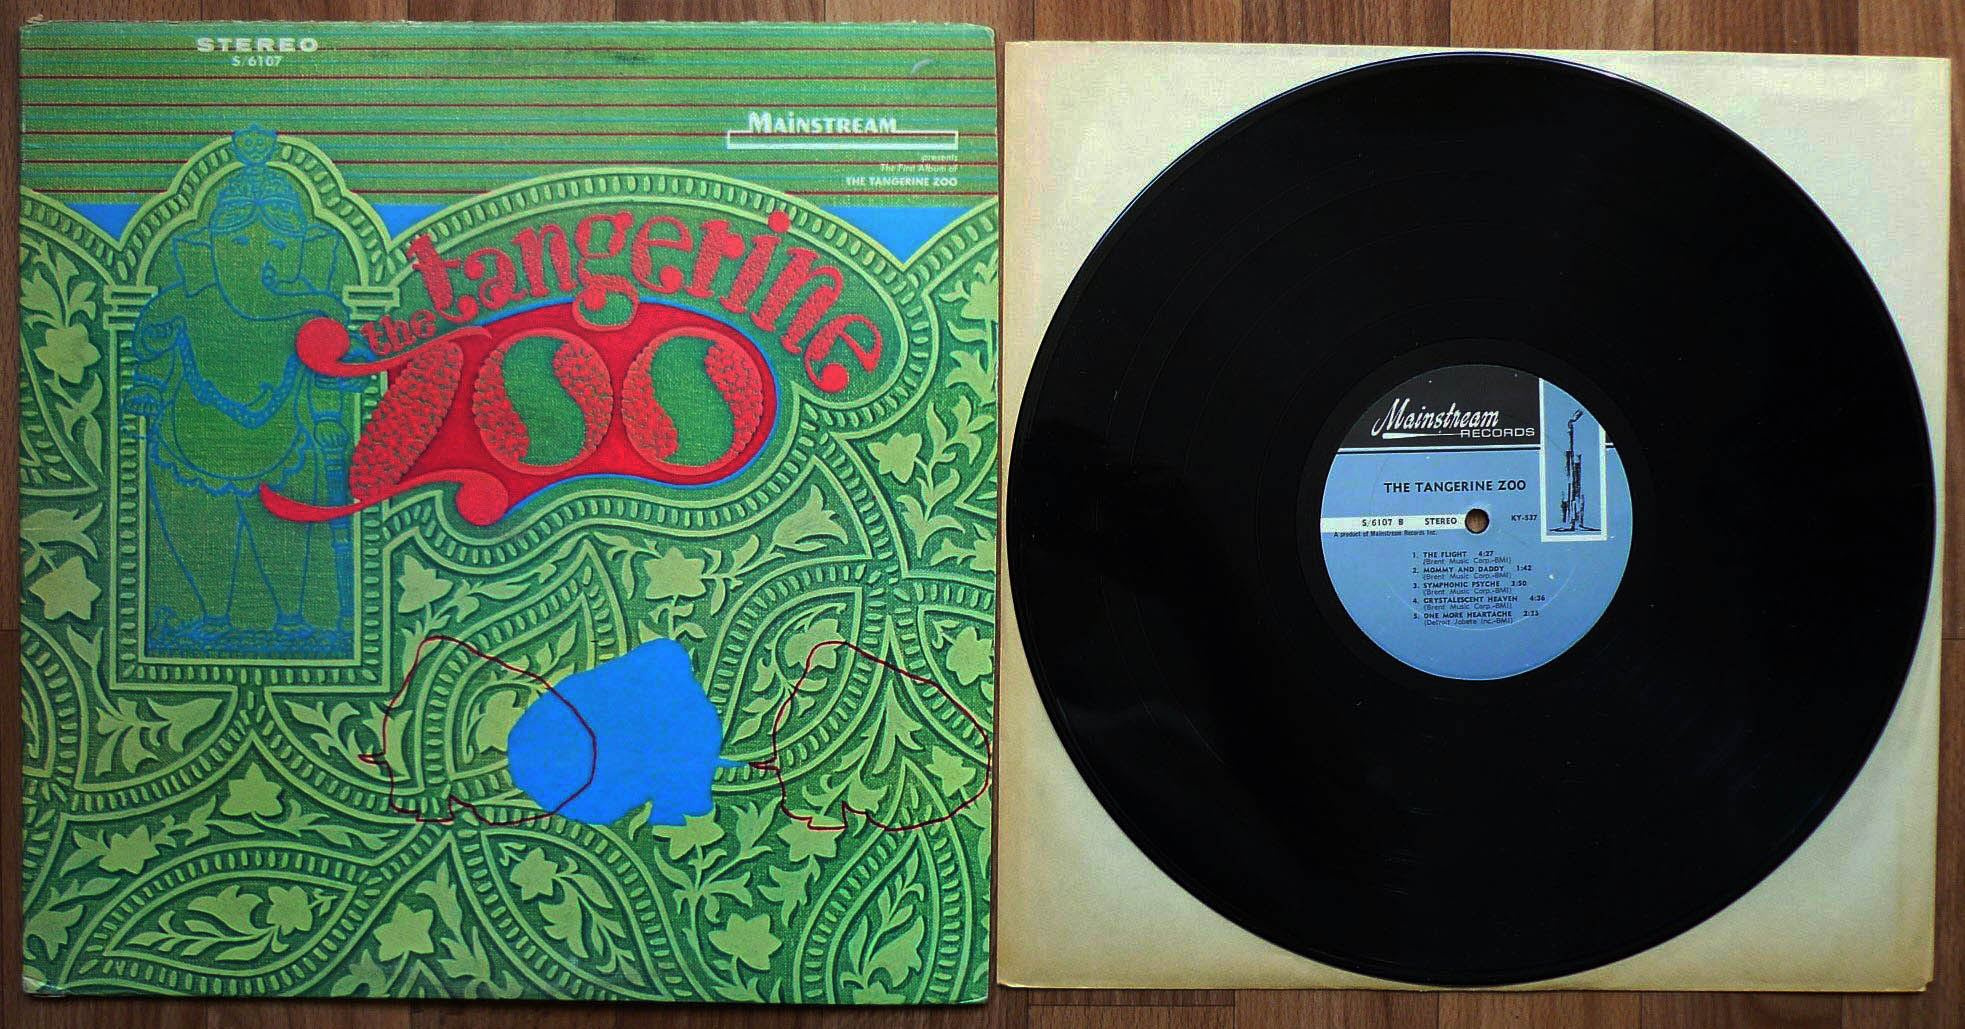 STEREO
S/6107
MAiNSTREAM
presents
The First Album of
THE TANGERINE ZOO
the tangerine
zoo
Mainstream
RECORDS
THE TANGERINE ZOO
S/6107 B STEREO KY-537
A product of Mainstream Records Inc.
1. THE FLIGHT 4:27
(Brent Music Corp.-BMI)
2. MOMMY AND DADDY 1:42
(Brent Music Corp.-BMI)
3. SYMPHONIC PSYCHE 3:50
(Brent Music Corp.-BMI)
4. CRYSTALESCENT HEAVEN 4:36
(Brent Music Corp.-BMI)
5. ONE MORE HEARTACHE 2:33
(Detroit Jobete Inc.-BMI)